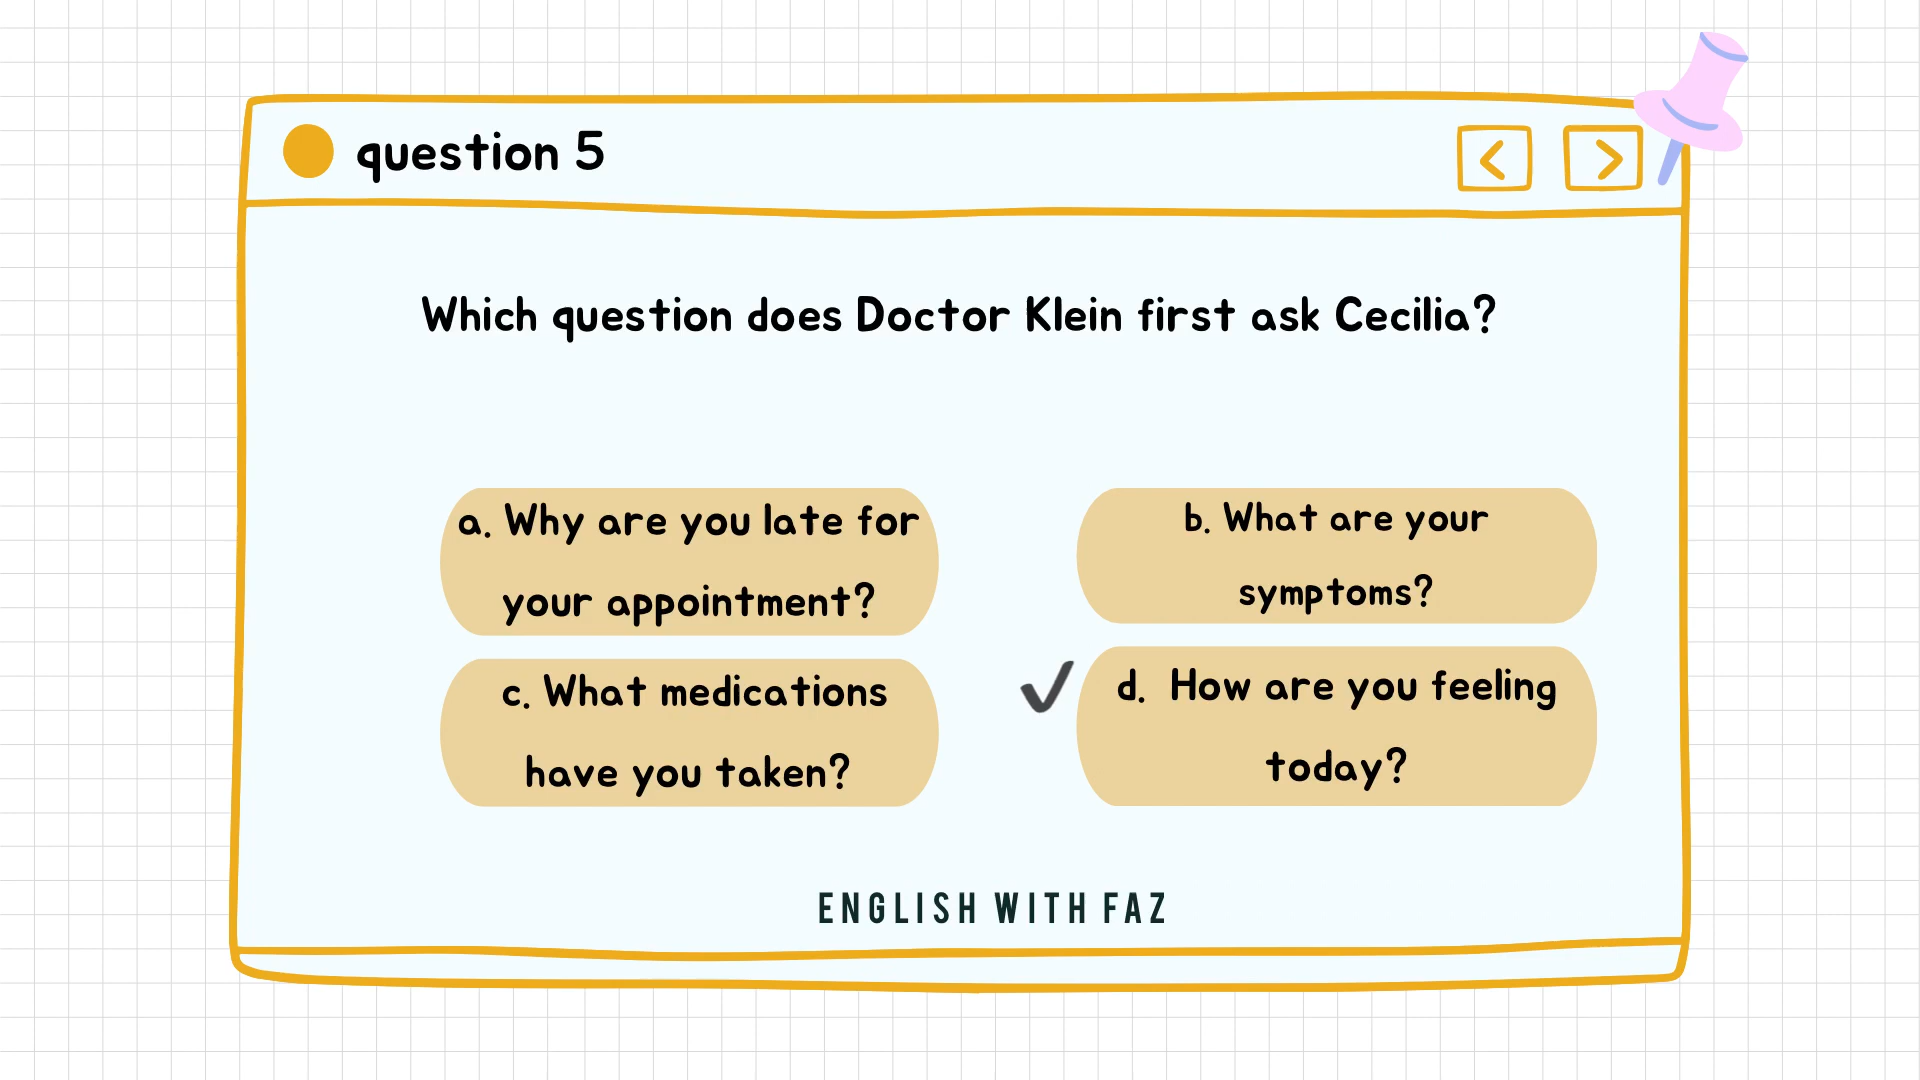 question 5
Which question does Doctor Klein first ask Cecilia?
a. Why are you late for
your appointment?
b. What are your
symptoms?
c. What medications
have you taken?
d. How are you feeling
today?
ENGLISH WITH FAZ